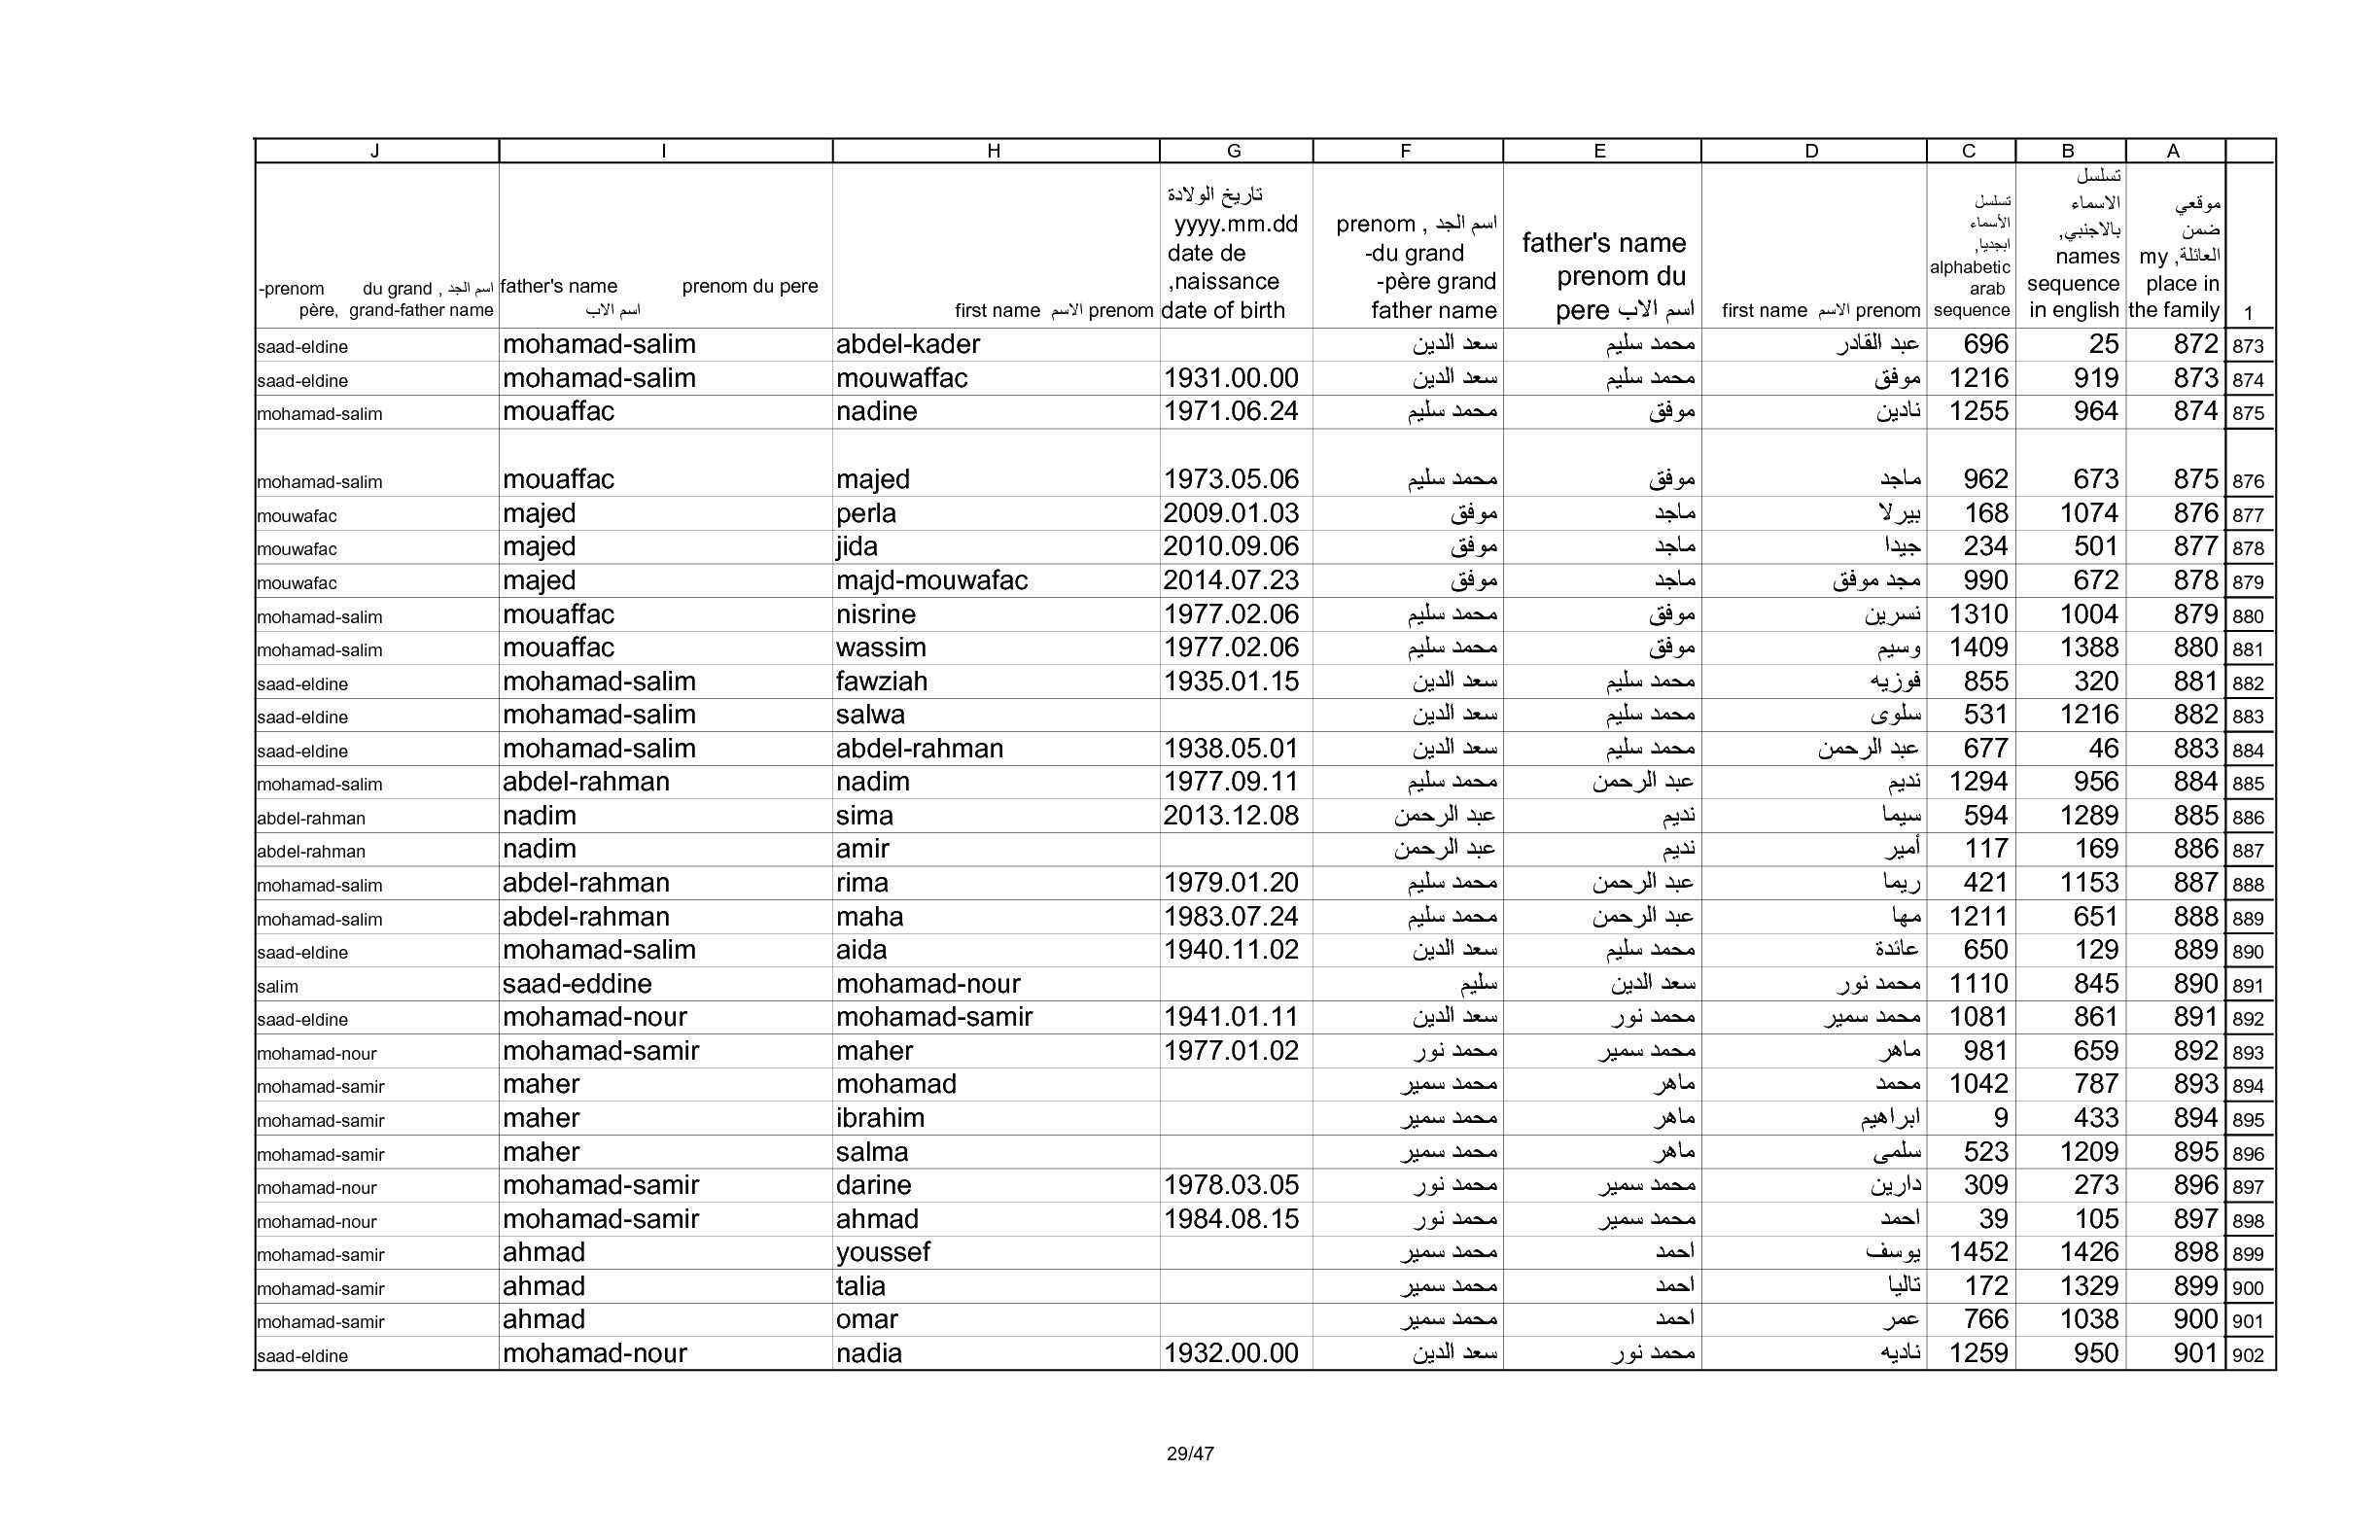 J I H G F E D C B A
-prenom du grand , اسم الجد père, grand-father name | father's name prenom du pere اسم الاب | first name الاسم prenom | تاريخ الولادة yyyy.mm.dd date de ,naissance date of birth | prenom , اسم الجد -du grand -père grand father name | father's name prenom du pere اسم الاب | first name الاسم prenom | تسلسل الأسماء ابجديا, alphabetic arab sequence | تسلسل الاسماء بالاجنبي, names sequence in english | موقعي ضمن العائلة, my place in the family | 1
saad-eldine mohamad-salim abdel-kader سعد الدين محمد سليم عبد القادر 696 25 872 873
saad-eldine mohamad-salim mouwaffac 1931.00.00 سعد الدين محمد سليم موفق 1216 919 873 874
mohamad-salim mouaffac nadine 1971.06.24 محمد سليم موفق نادين 1255 964 874 875
mohamad-salim mouaffac majed 1973.05.06 محمد سليم موفق ماجد 962 673 875 876
mouwafac majed perla 2009.01.03 موفق ماجد بيرلا 168 1074 876 877
mouwafac majed jida 2010.09.06 موفق ماجد جيدا 234 501 877 878
mouwafac majed majd-mouwafac 2014.07.23 موفق ماجد مجد موفق 990 672 878 879
mohamad-salim mouaffac nisrine 1977.02.06 محمد سليم موفق نسرين 1310 1004 879 880
mohamad-salim mouaffac wassim 1977.02.06 محمد سليم موفق وسيم 1409 1388 880 881
saad-eldine mohamad-salim fawziah 1935.01.15 سعد الدين محمد سليم فوزيه 855 320 881 882
saad-eldine mohamad-salim salwa سعد الدين محمد سليم سلوى 531 1216 882 883
saad-eldine mohamad-salim abdel-rahman 1938.05.01 سعد الدين محمد سليم عبد الرحمن 677 46 883 884
mohamad-salim abdel-rahman nadim 1977.09.11 محمد سليم عبد الرحمن نديم 1294 956 884 885
abdel-rahman nadim sima 2013.12.08 عبد الرحمن نديم سيما 594 1289 885 886
abdel-rahman nadim amir عبد الرحمن نديم أمير 117 169 886 887
mohamad-salim abdel-rahman rima 1979.01.20 محمد سليم عبد الرحمن ريما 421 1153 887 888
mohamad-salim abdel-rahman maha 1983.07.24 محمد سليم عبد الرحمن مها 1211 651 888 889
saad-eldine mohamad-salim aida 1940.11.02 سعد الدين محمد سليم عائدة 650 129 889 890
salim saad-eddine mohamad-nour سليم سعد الدين محمد نور 1110 845 890 891
saad-eldine mohamad-nour mohamad-samir 1941.01.11 سعد الدين محمد نور محمد سمير 1081 861 891 892
mohamad-nour mohamad-samir maher 1977.01.02 محمد نور محمد سمير ماهر 981 659 892 893
mohamad-samir maher mohamad محمد سمير ماهر محمد 1042 787 893 894
mohamad-samir maher ibrahim محمد سمير ماهر ابراهيم 9 433 894 895
mohamad-samir maher salma محمد سمير ماهر سلمى 523 1209 895 896
mohamad-nour mohamad-samir darine 1978.03.05 محمد نور محمد سمير دارين 309 273 896 897
mohamad-nour mohamad-samir ahmad 1984.08.15 محمد نور محمد سمير احمد 39 105 897 898
mohamad-samir ahmad youssef محمد سمير احمد يوسف 1452 1426 898 899
mohamad-samir ahmad talia محمد سمير احمد تاليا 172 1329 899 900
mohamad-samir ahmad omar محمد سمير احمد عمر 766 1038 900 901
saad-eldine mohamad-nour nadia 1932.00.00 سعد الدين محمد نور ناديه 1259 950 901 902
29/47